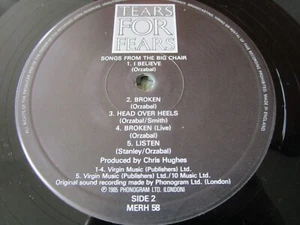 TEARS
FOR
FEARS
SONGS FROM THE BIG CHAIR
1. I BELIEVE
(Orzabal)
2. BROKEN
(Orzabal)
3. HEAD OVER HEELS
(Orzabal/Smith)
4. BROKEN (Live)
(Orzabal)
5. LISTEN
(Stanley/Orzabal)
Produced by Chris Hughes
1-4. Virgin Music (Publishers) Ltd.
5. Virgin Music (Publishers) Ltd./10 Music Ltd.
Original sound recording made by Phonogram Ltd. (London)
℗ 1985 PHONOGRAM LTD. (LONDON)
SIDE 2
MERH 58